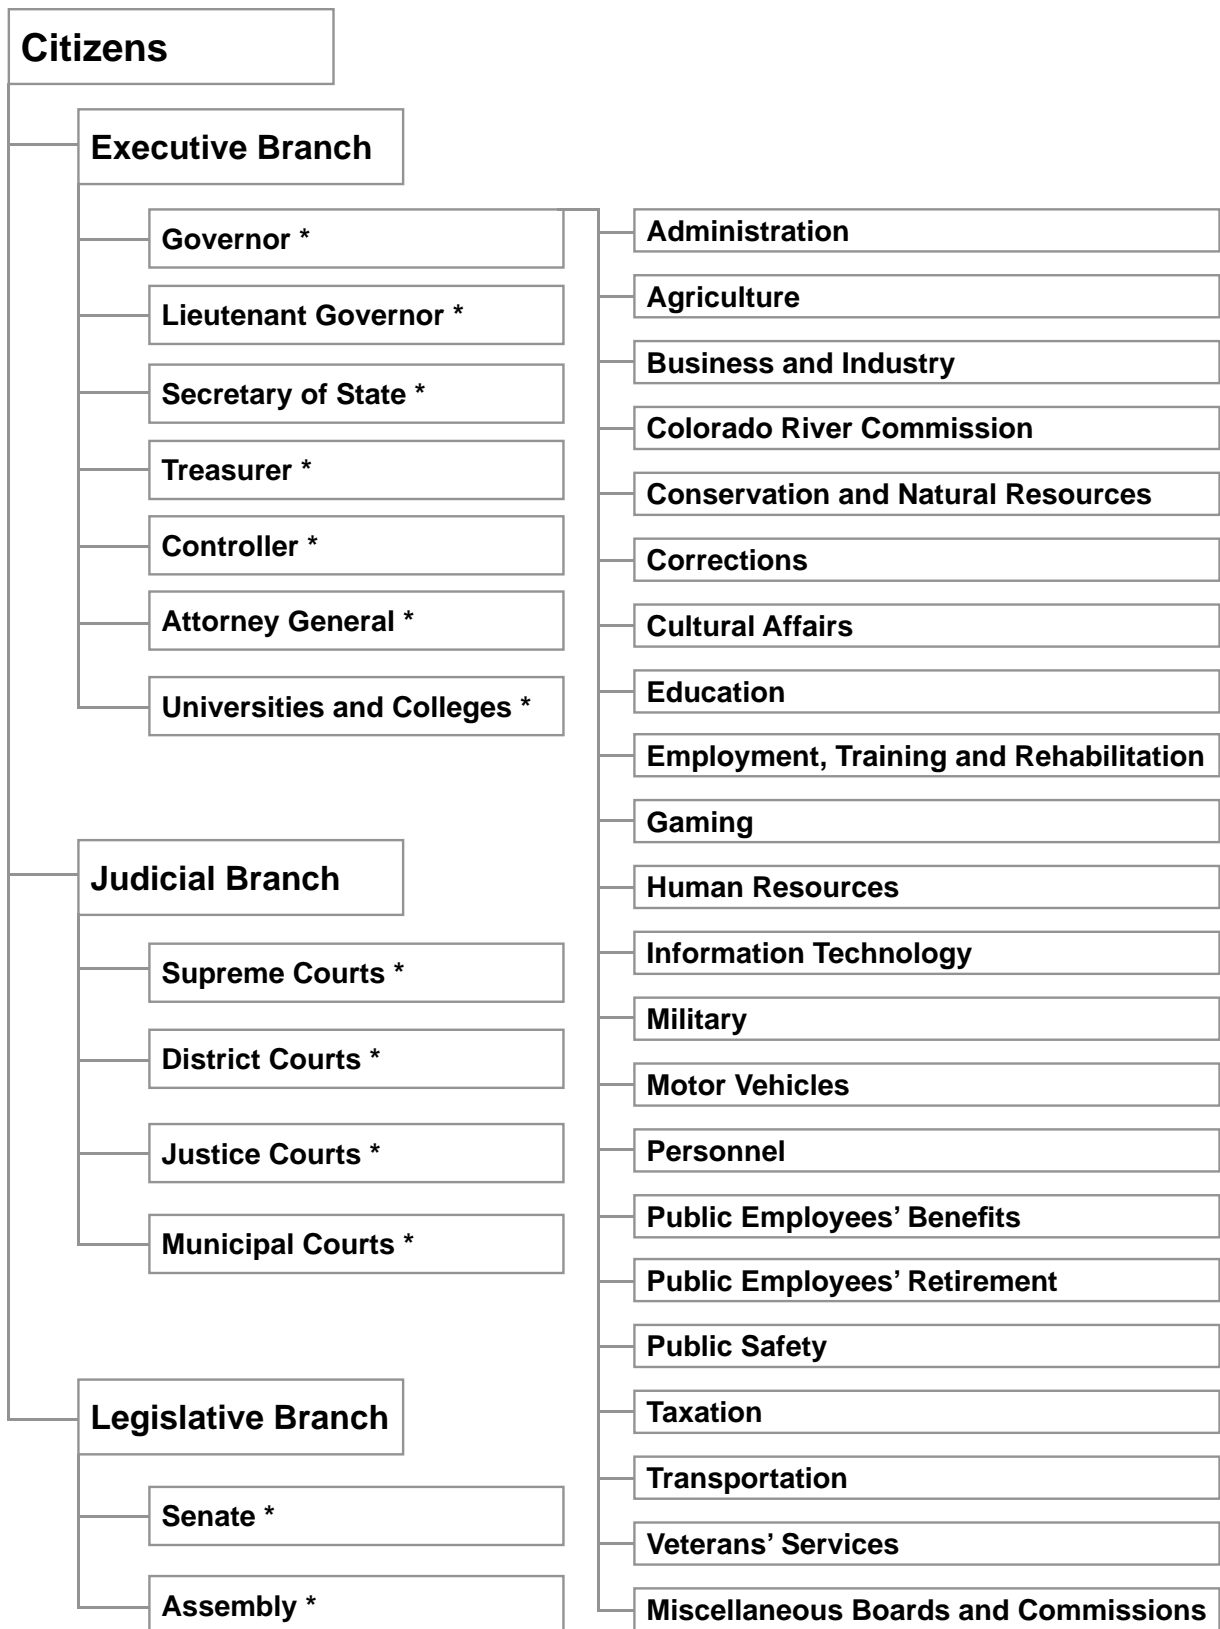 Citizens
Executive Branch
Governor *
Lieutenant Governor *
Secretary of State *
Treasurer *
Controller *
Attorney General *
Universities and Colleges *
Judicial Branch
Supreme Courts *
District Courts *
Justice Courts *
Municipal Courts *
Legislative Branch
Senate *
Assembly *
Administration
Agriculture
Business and Industry
Colorado River Commission
Conservation and Natural Resources
Corrections
Cultural Affairs
Education
Employment, Training and Rehabilitation
Gaming
Human Resources
Information Technology
Military
Motor Vehicles
Personnel
Public Employees’ Benefits
Public Employees’ Retirement
Public Safety
Taxation
Transportation
Veterans’ Services
Miscellaneous Boards and Commissions